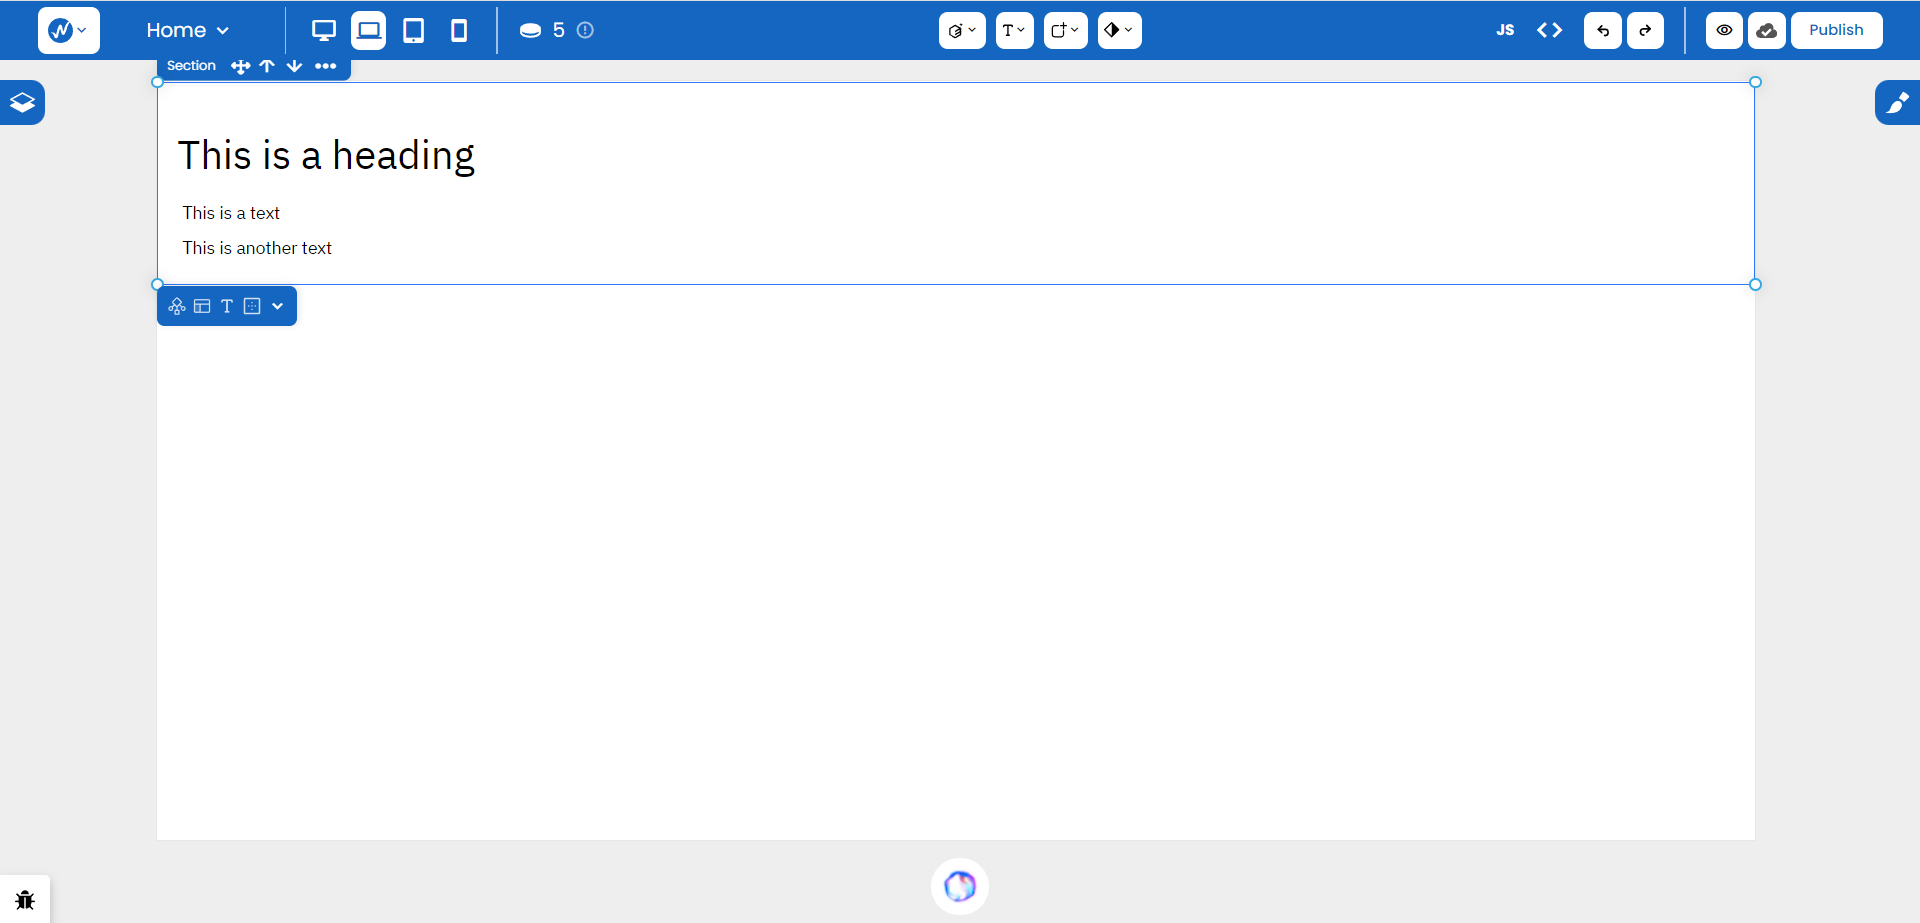 Home
5
JS
Publish
Section
This is a heading
This is a text
This is another text